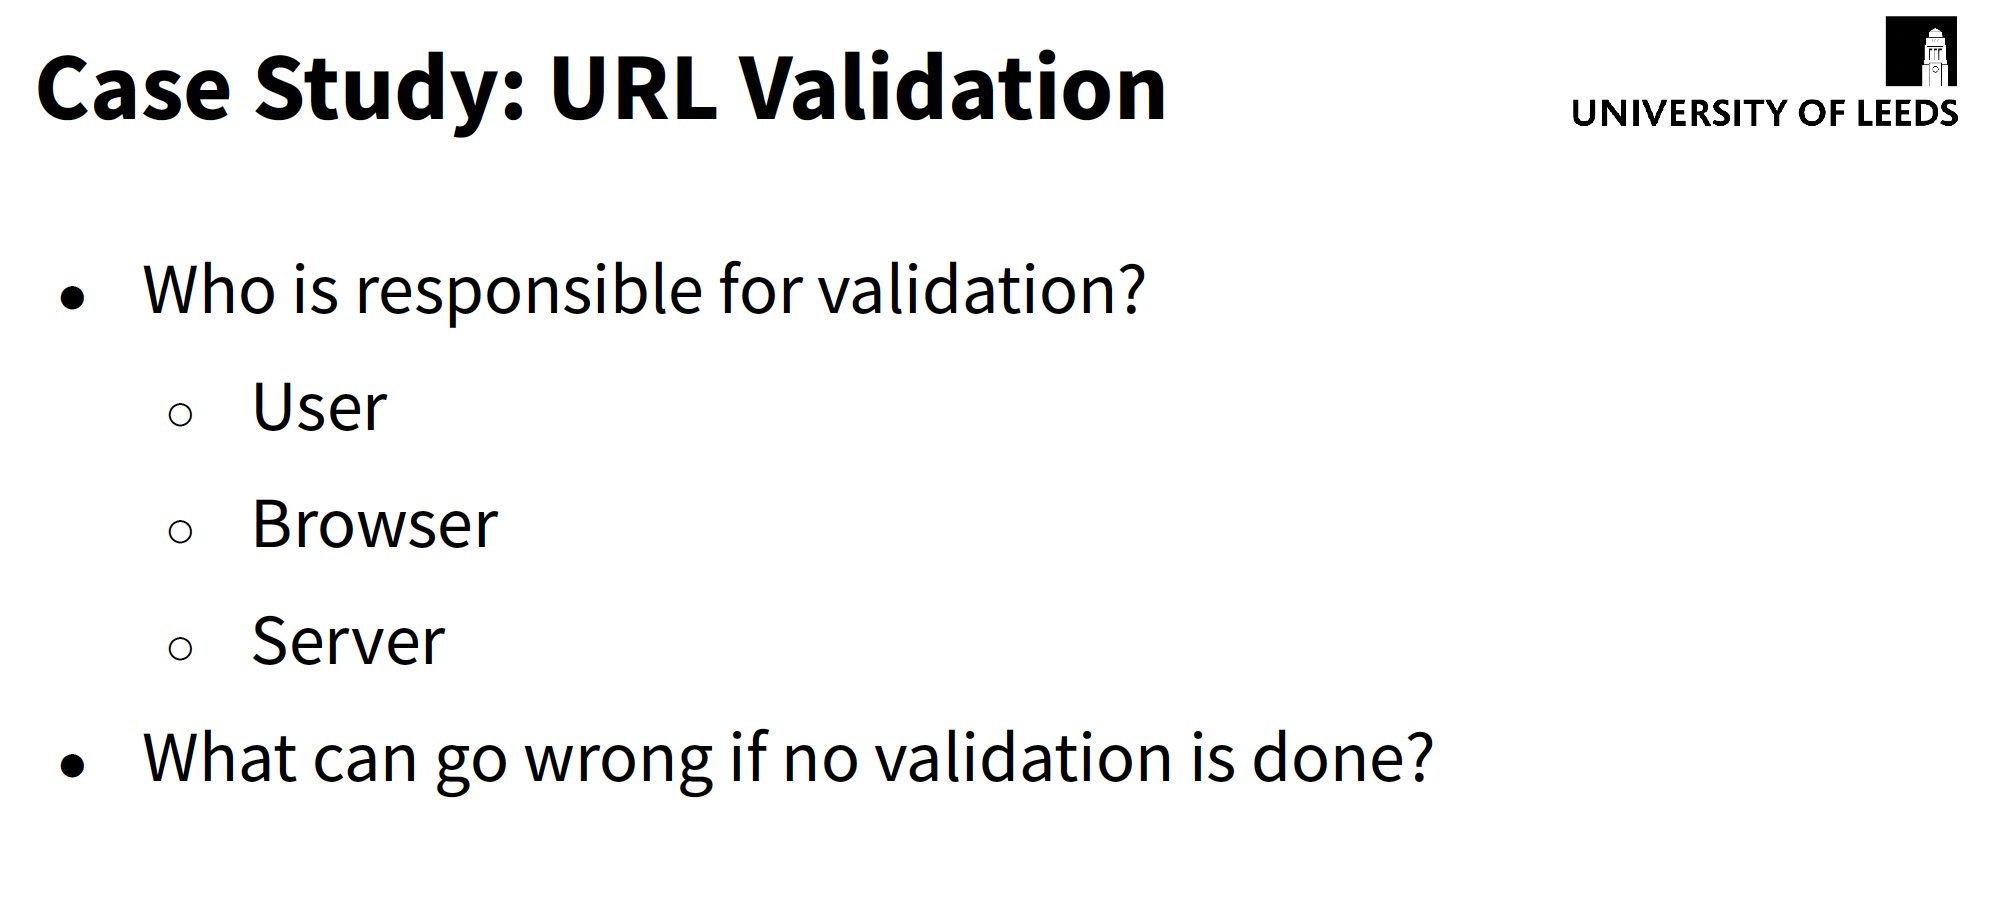 Case Study: URL Validation
UNIVERSITY OF LEEDS
● Who is responsible for validation?
○ User
○ Browser
○ Server
● What can go wrong if no validation is done?